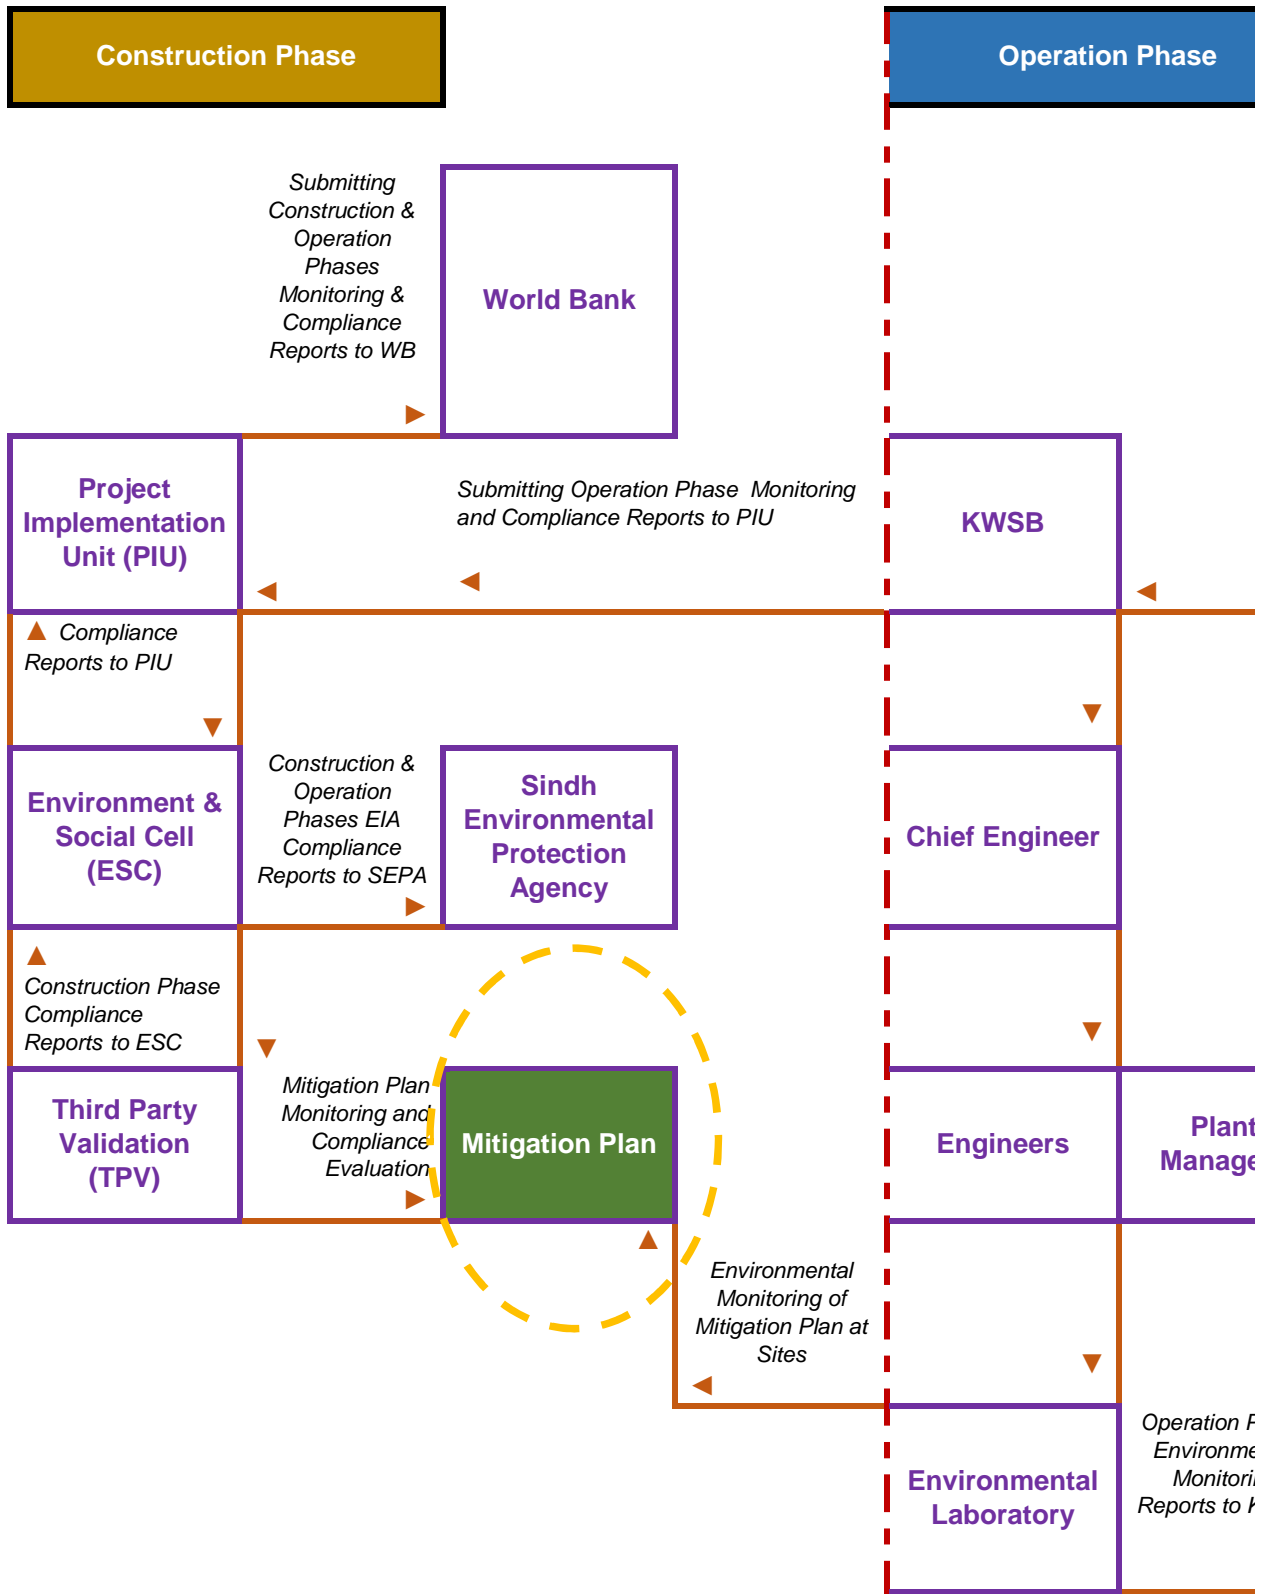 Construction Phase
Operation Phase
Submitting
Construction &
Operation
Phases
Monitoring &
Compliance
Reports to WB
World Bank
Project
Implementation
Unit (PIU)
Submitting Operation Phase Monitoring
and Compliance Reports to PIU
KWSB
Compliance
Reports to PIU
Environment &
Social Cell
(ESC)
Construction &
Operation
Phases EIA
Compliance
Reports to SEPA
Sindh
Environmental
Protection
Agency
Chief Engineer
Construction Phase
Compliance
Reports to ESC
Third Party
Validation
(TPV)
Mitigation Plan
Monitoring and
Compliance
Evaluation
Mitigation Plan
Engineers
Plant
Environmental
Monitoring of
Mitigation Plan at
Sites
Environmental
Laboratory
Operation
Reports to